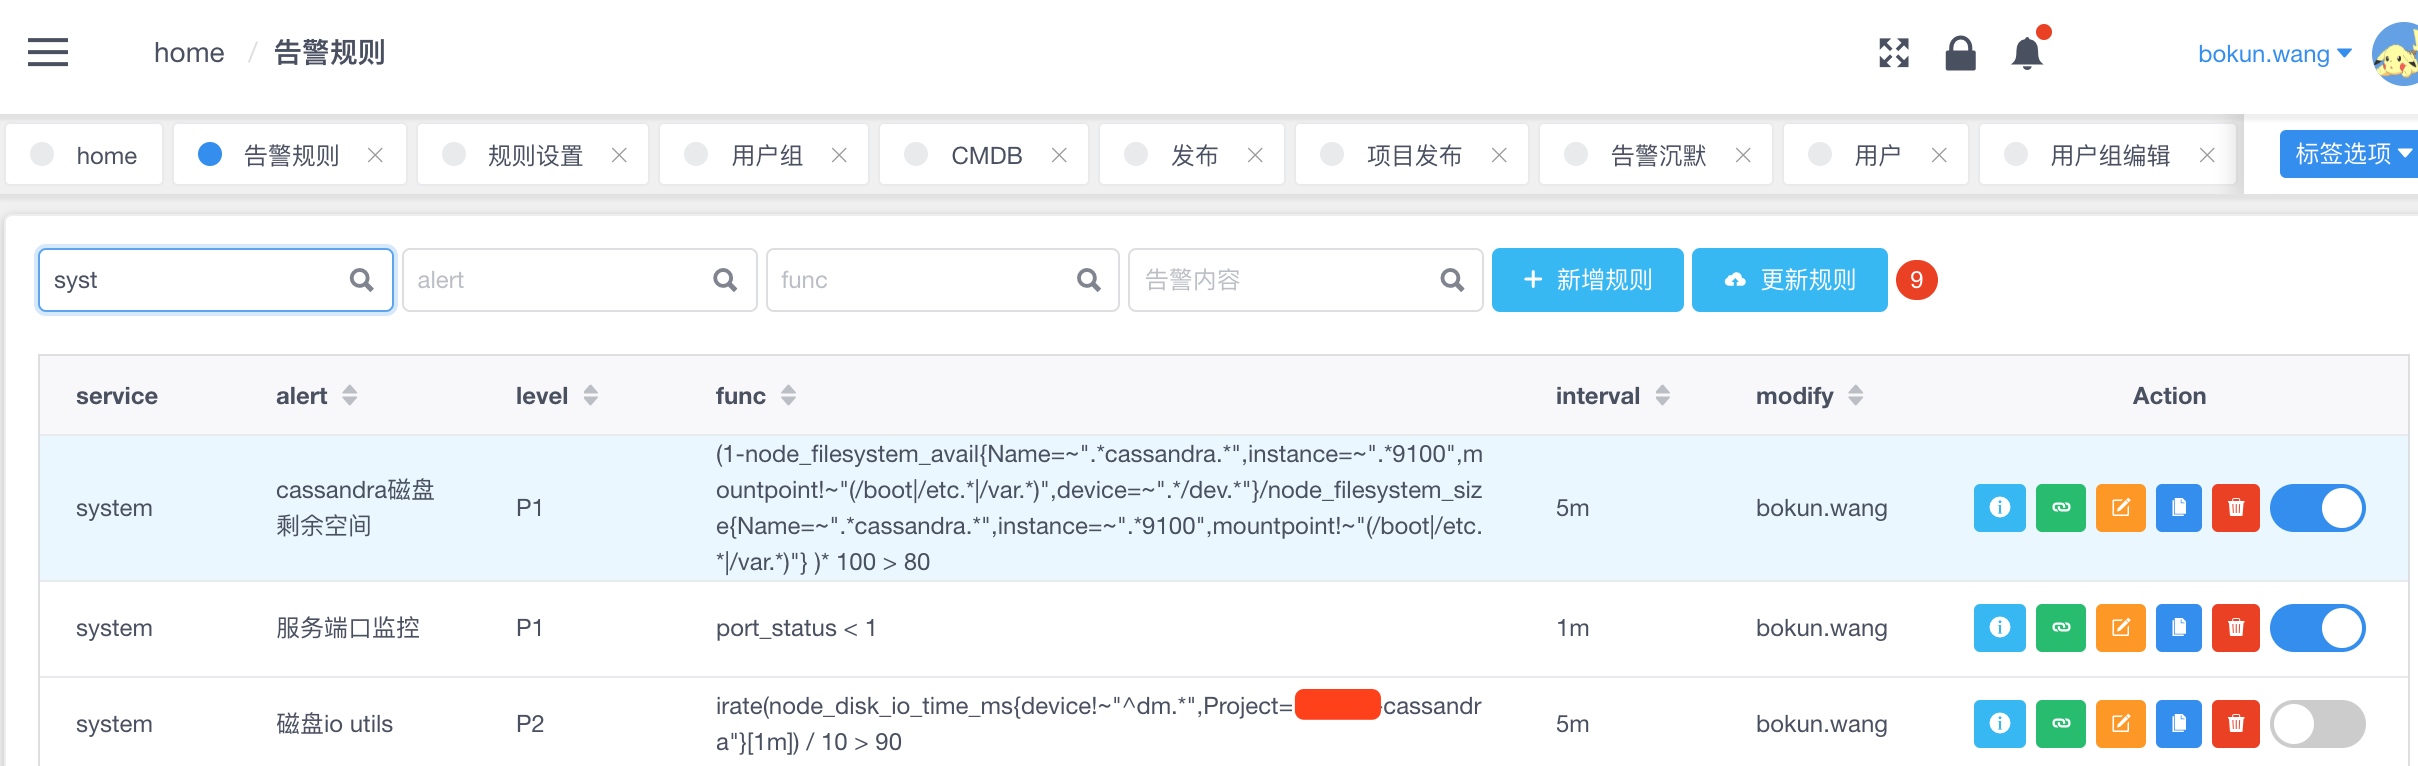 home / 告警规则
bokun.wang
home
告警规则
规则设置
用户组
CMDB
发布
项目发布
告警沉默
用户
用户组编辑
标签选项
syst
alert
func
告警内容
+ 新增规则
更新规则
9
service alert level func interval modify Action
system
cassandra磁盘
剩余空间
P1
(1-node_filesystem_avail{Name=~".*cassandra.*",instance=~".*9100",m
ountpoint!~"(/boot|/etc.*|/var.*)",device=~".*/dev.*"}/node_filesystem_siz
e{Name=~".*cassandra.*",instance=~".*9100",mountpoint!~"(/boot|/etc.
*|/var.*)"} )* 100 > 80
5m
bokun.wang
system
服务端口监控
P1
port_status < 1
1m
bokun.wang
system
磁盘io utils
P2
irate(node_disk_io_time_ms{device!~"^dm.*",Project= -cassandr
a"}[1m]) / 10 > 90
5m
bokun.wang